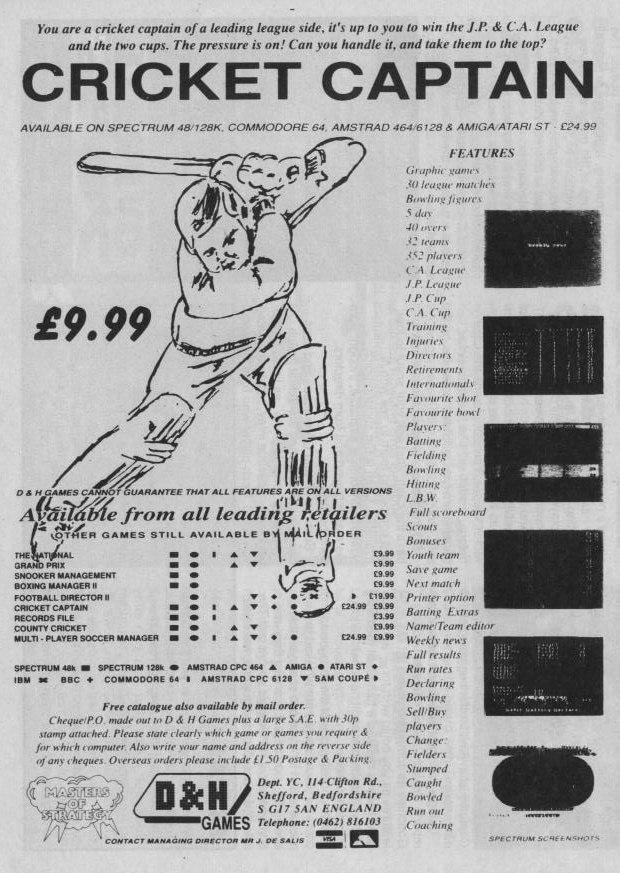 You are a cricket captain of a leading league side, it's up to you to win the J.P. & C.A. League
and the two cups. The pressure is on! Can you handle it, and take them to the top?
CRICKET CAPTAIN
AVAILABLE ON SPECTRUM 48/128K, COMMODORE 64, AMSTRAD 464/6128 & AMIGA/ATARI ST - £24.99
£9.99
FEATURES
Graphic games
30 league matches
Bowling figures
5 day
40 overs
32 teams
352 players
C.A. League
J.P. League
J.P. Cup
C.A. Cup
Training
Injuries
Directors
Retirements
Internationals
Favourite shot
Favourite bowl
Players:
Batting
Fielding
Bowling
Hitting
L.B.W.
Full scoreboard
Scouts
Bonuses
Youth team
Save game
Next match
Printer option
Batting Extras
Name/Team editor
Weekly news
Full results
Run rates
Declaring
Bowling
Sell/Buy
players
Change:
Fielders
Stumped
Caught
Bowled
Run out
Coaching
SPECTRUM SCREENSHOTS
D & H GAMES CANNOT GUARANTEE THAT ALL FEATURES ARE ON ALL VERSIONS
Available from all leading retailers
OTHER GAMES STILL AVAILABLE BY MAIL ORDER
THE NATIONAL £9.99
GRAND PRIX £9.99
SNOOKER MANAGEMENT £9.99
BOXING MANAGER II £9.99
FOOTBALL DIRECTOR II £19.99
CRICKET CAPTAIN £24.99 £9.99
RECORDS FILE £3.99
COUNTY CRICKET £9.99
MULTI - PLAYER SOCCER MANAGER £24.99 £9.99
SPECTRUM 48k SPECTRUM 128k AMSTRAD CPC 464 AMIGA ATARI ST
IBM BBC COMMODORE 64 AMSTRAD CPC 6128 SAM COUPÉ
Free catalogue also available by mail order.
Cheque/P.O. made out to D & H Games plus a large S.A.E. with 30p
stamp attached. Please state clearly which game or games you require &
for which computer. Also write your name and address on the reverse side
of any cheques. Overseas orders please include £1.50 Postage & Packing.
MASTERS
OF
STRATEGY
D&H
GAMES
Dept. YC, 114 Clifton Rd.,
Shefford, Bedfordshire
S G17 5AN ENGLAND
Telephone: (0462) 816103
CONTACT MANAGING DIRECTOR MR J. DE SALIS
VISA